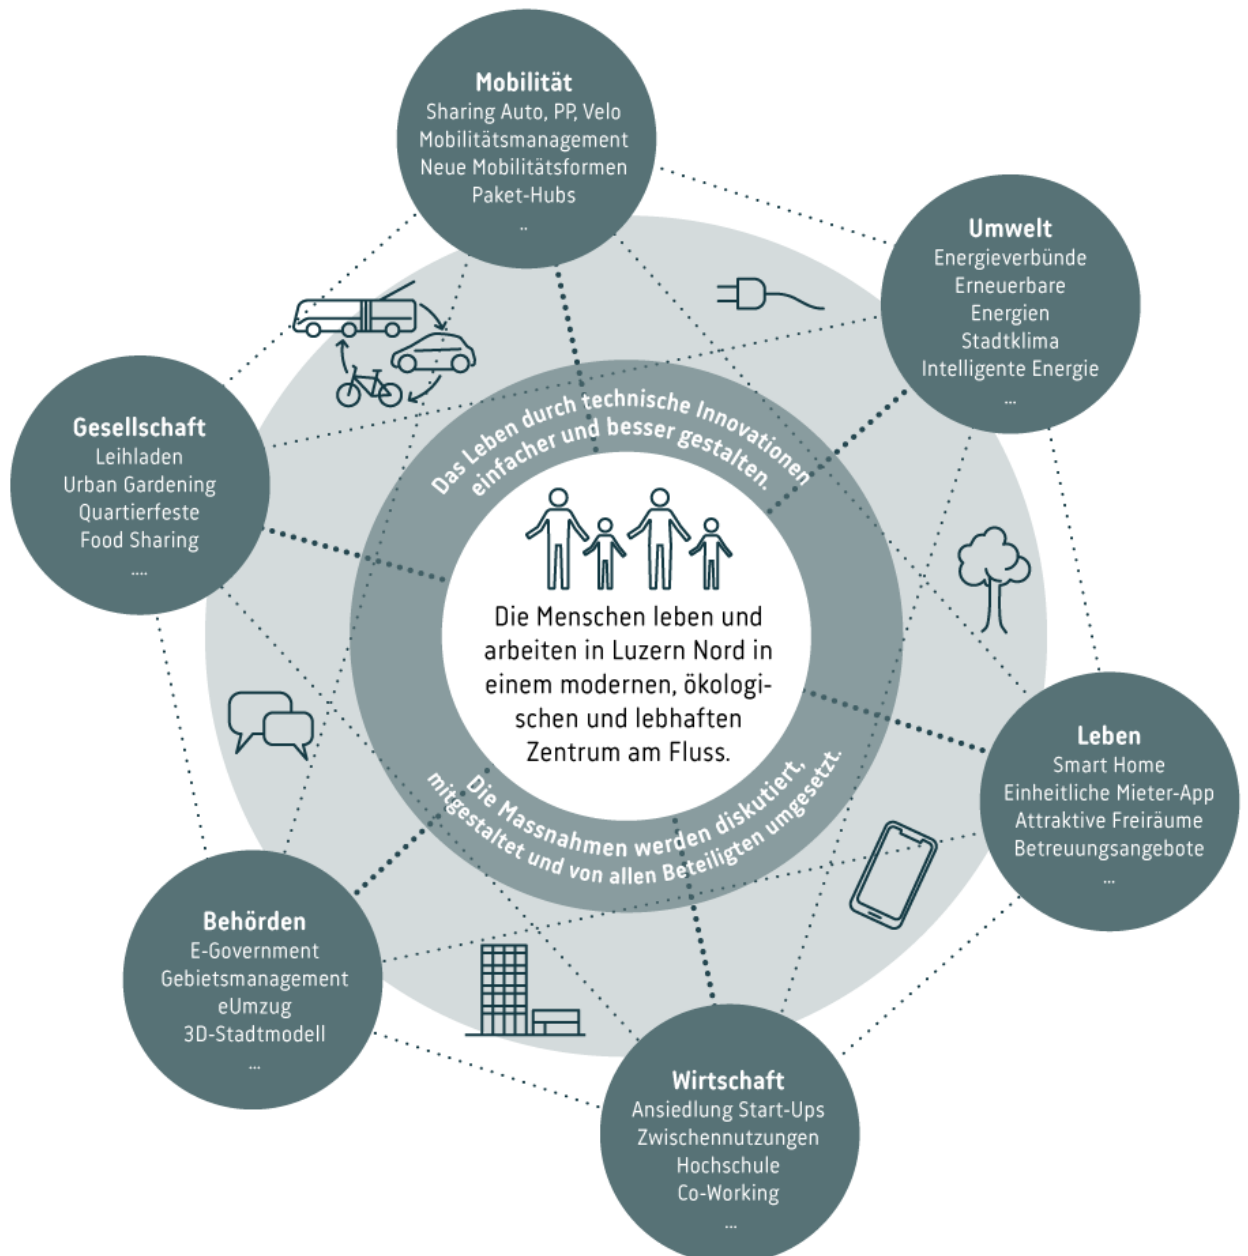 Mobilität
Sharing Auto, PP, Velo
Mobilitätsmanagement
Neue Mobilitätsformen
Paket-Hubs
..
Umwelt
Energieverbünde
Erneuerbare
Energien
Stadtklima
Intelligente Energie
...
Gesellschaft
Leihladen
Urban Gardening
Quartierfeste
Food Sharing
....
Das Leben durch technische Innovationen
einfacher und besser gestalten.
Die Menschen leben und
arbeiten in Luzern Nord in
einem modernen, ökologi-
schen und lebhaften
Zentrum am Fluss.
Die Massnahmen werden diskutiert,
mitgestaltet und von allen Beteiligten umgesetzt.
Leben
Smart Home
Einheitliche Mieter-App
Attraktive Freiräume
Betreuungsangebote
...
Behörden
E-Government
Gebietsmanagement
eUmzug
3D-Stadtmodell
...
Wirtschaft
Ansiedlung Start-Ups
Zwischennutzungen
Hochschule
Co-Working
...